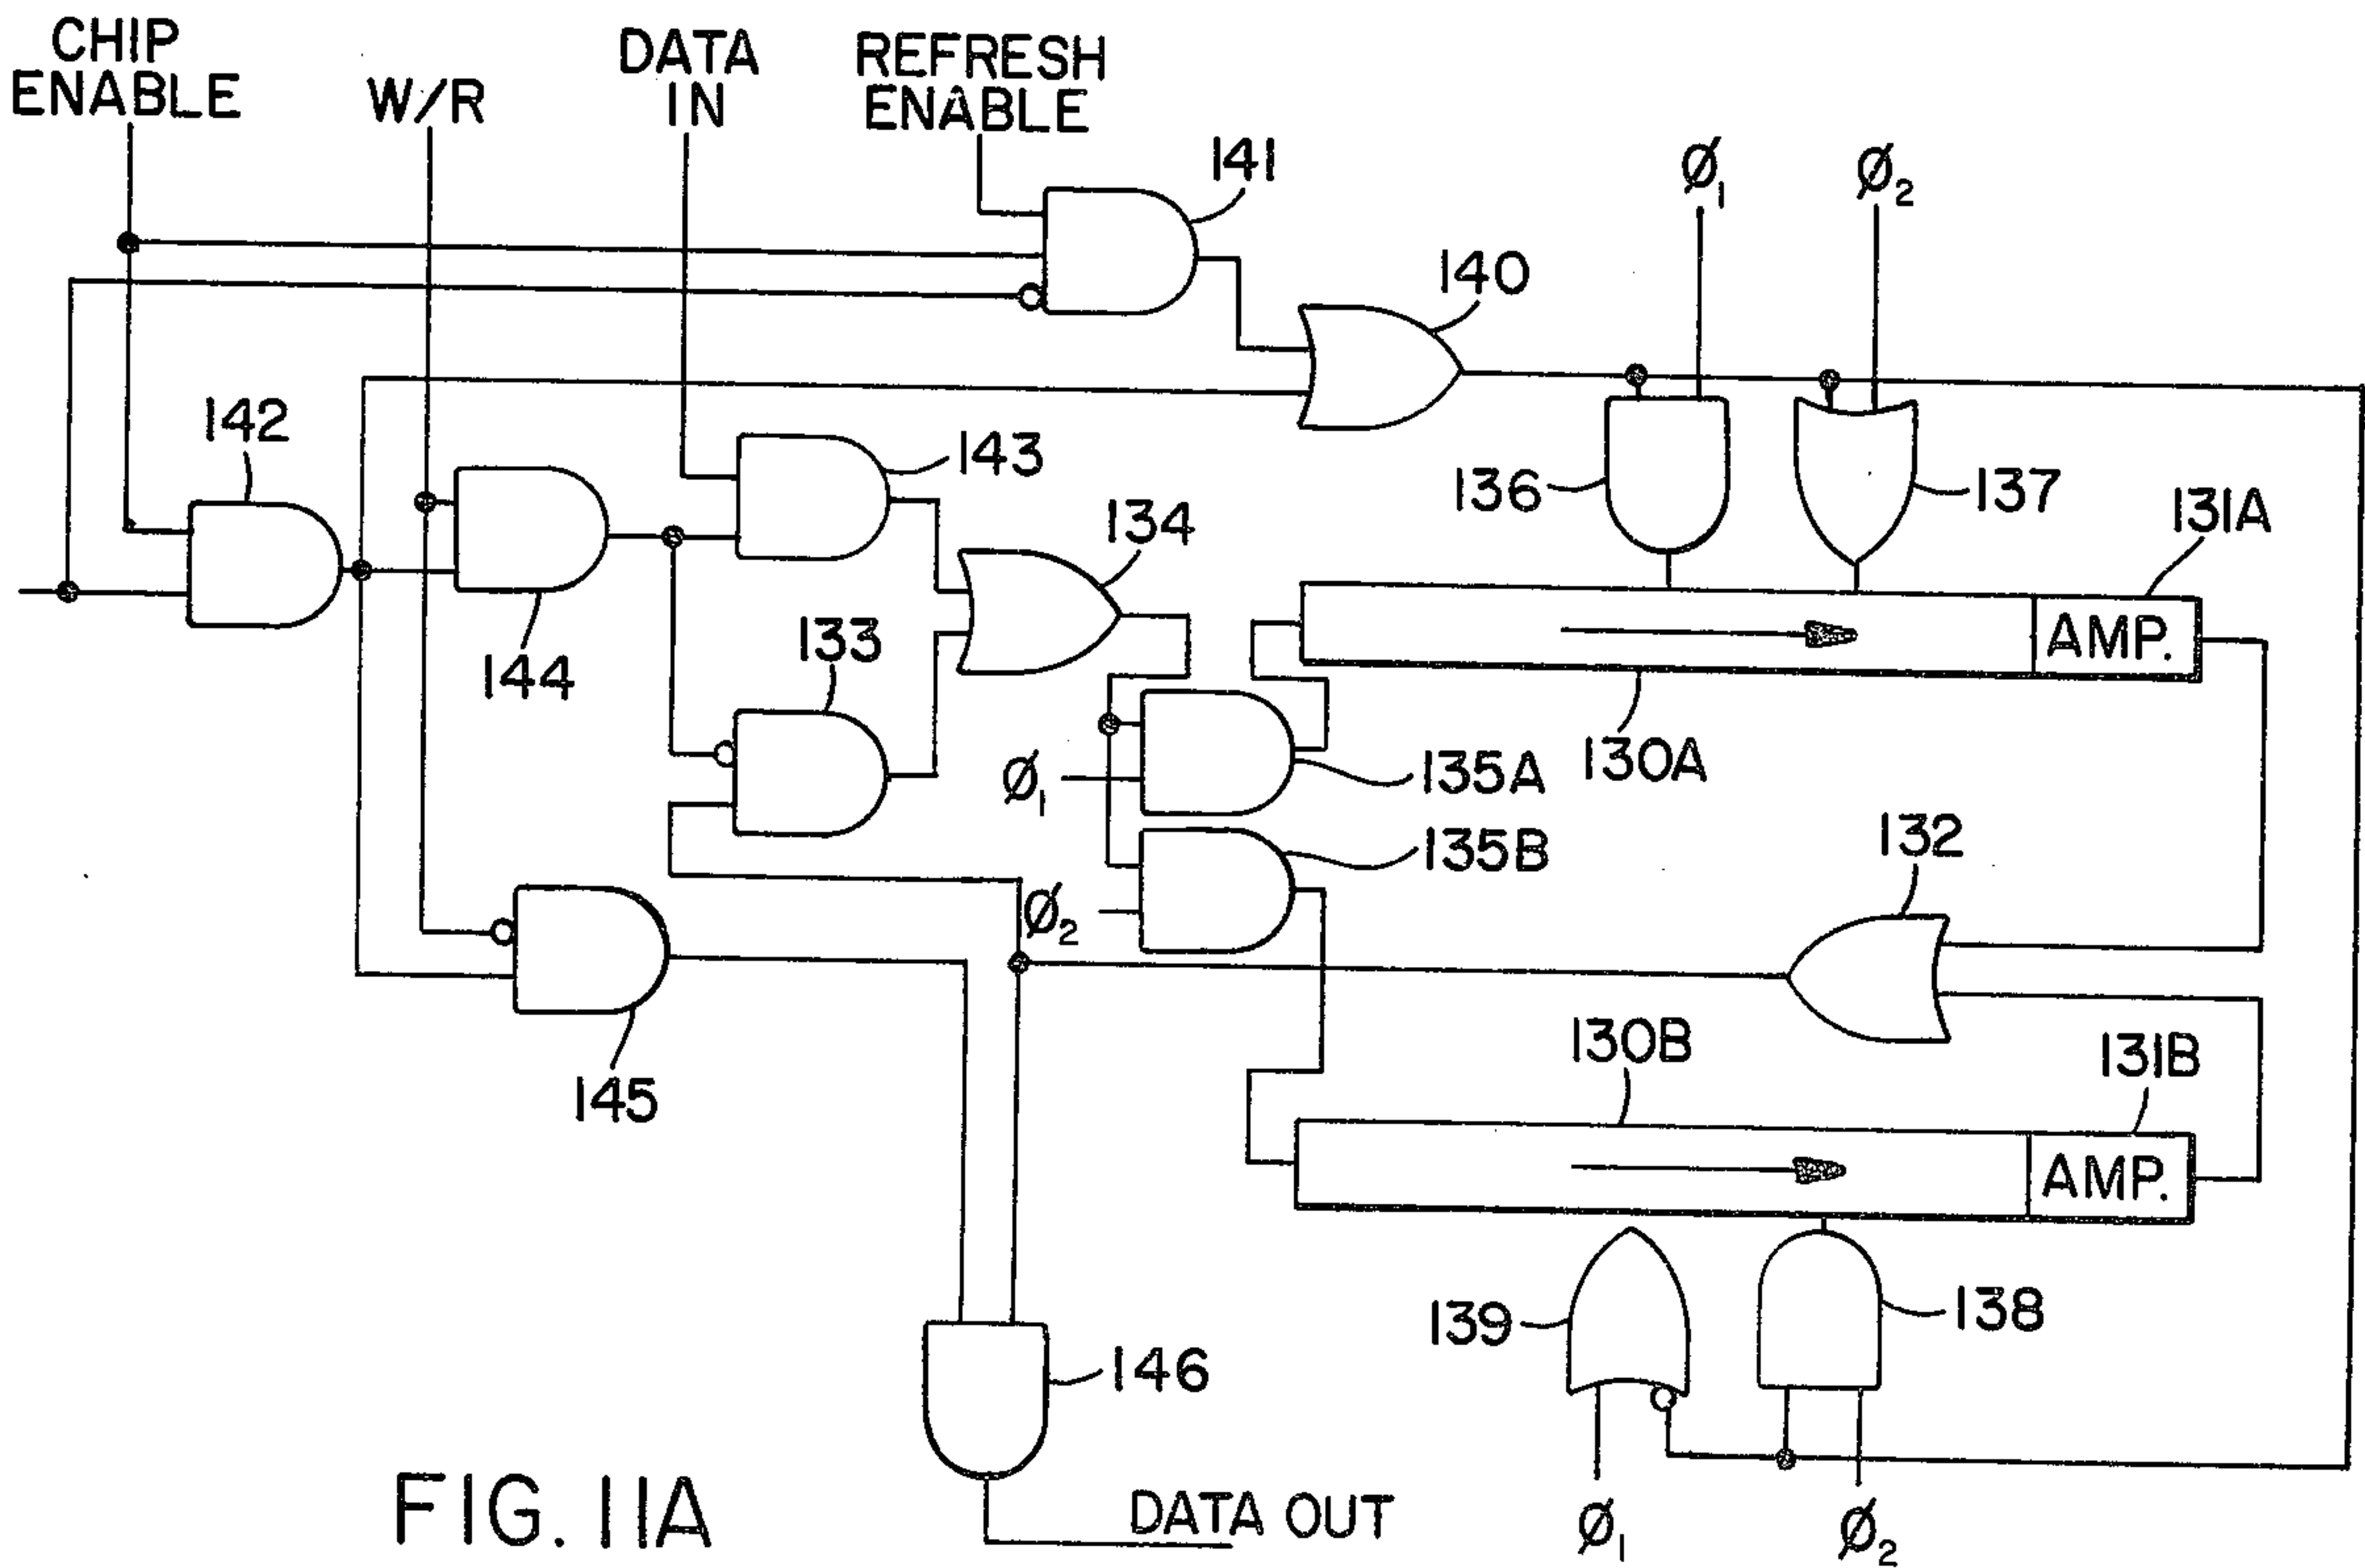 CHIP
ENABLE
W/R
DATA
IN
REFRESH
ENABLE
141
Ø1
Ø2
140
142
143
136
137
134
131A
144
133
AMP.
Ø1
135A
130A
135B
132
Ø2
130B
131B
145
AMP.
139
138
146
FIG. 11A
DATA OUT
Ø1
Ø2